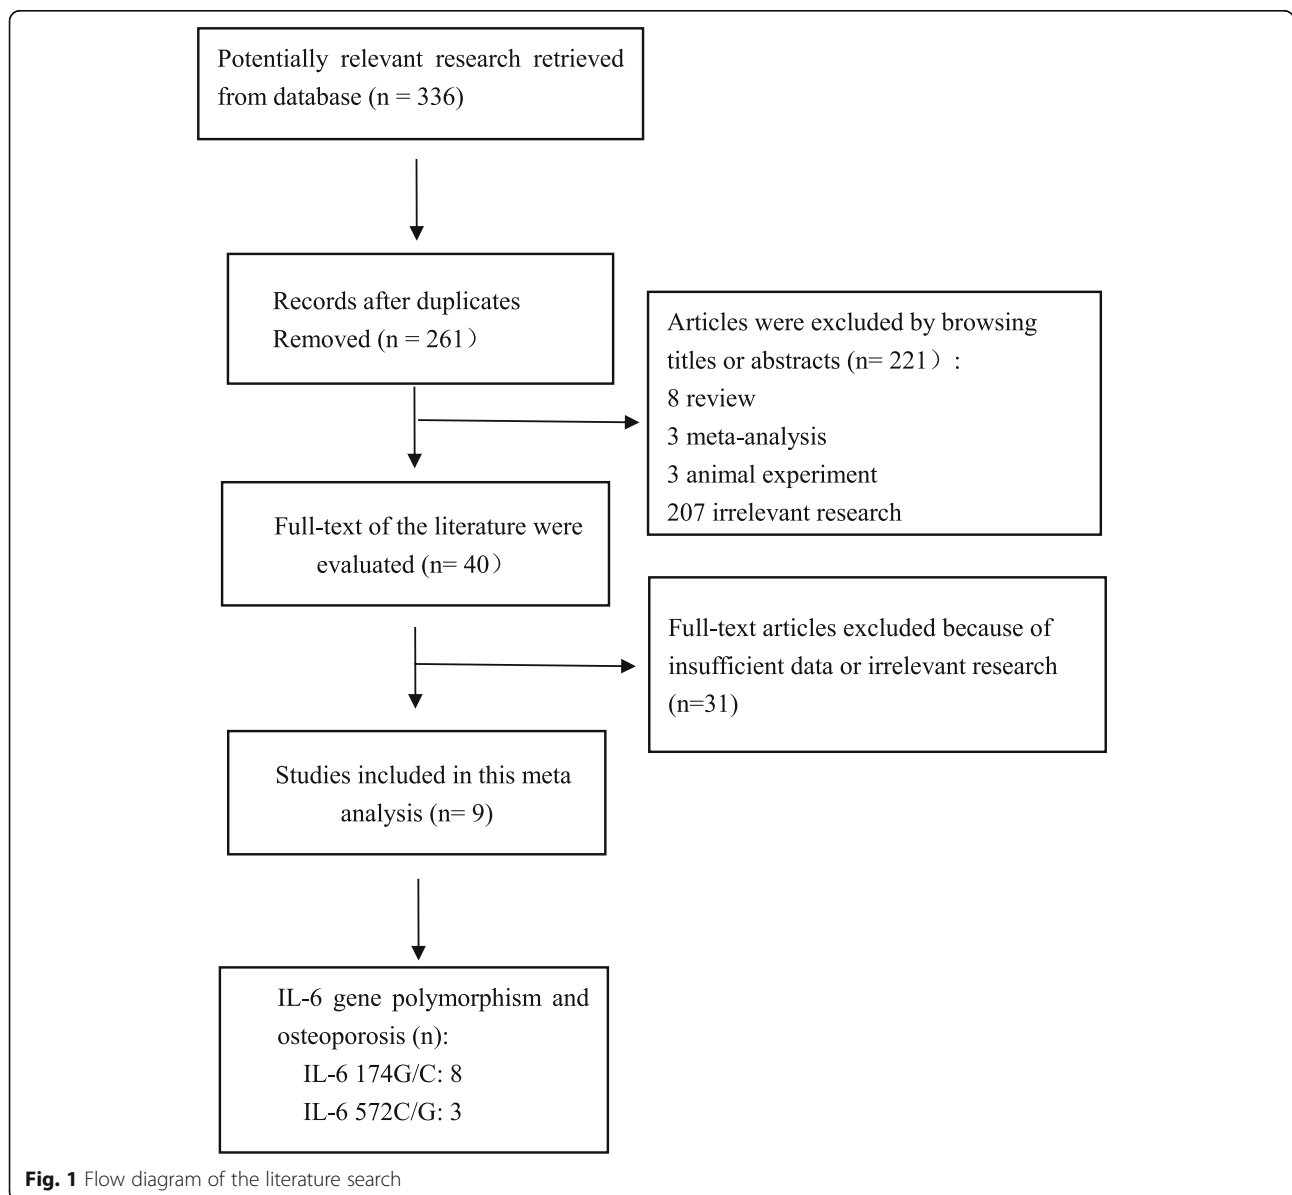 Potentially relevant research retrieved
from database (n = 336)
Records after duplicates
Removed (n = 261）
Articles were excluded by browsing
titles or abstracts (n= 221）:
8 review
3 meta-analysis
3 animal experiment
207 irrelevant research
Full-text of the literature were
evaluated (n= 40）
Full-text articles excluded because of
insufficient data or irrelevant research
(n=31)
Studies included in this meta
analysis (n= 9)
IL-6 gene polymorphism and
osteoporosis (n):
IL-6 174G/C: 8
IL-6 572C/G: 3
Fig. 1 Flow diagram of the literature search